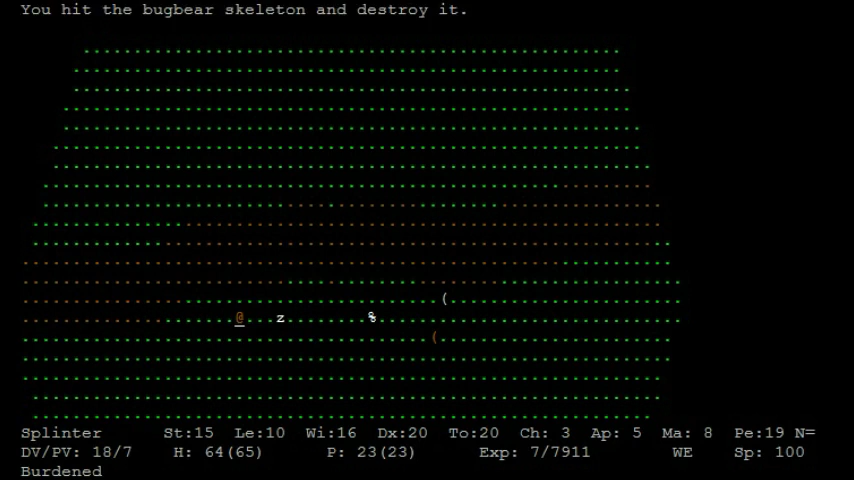 You hit the bugbear skeleton and destroy it.
(
@ z %
(
Splinter St:15 Le:10 Wi:16 Dx:20 To:20 Ch: 3 Ap: 5 Ma: 8 Pe:19 N=
DV/PV: 18/7 H: 64(65) P: 23(23) Exp: 7/7911 WE Sp: 100
Burdened